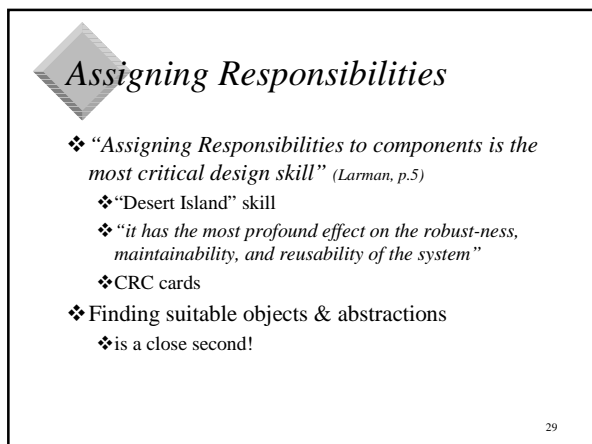 Assigning Responsibilities
❖ “Assigning Responsibilities to components is the
most critical design skill” (Larman, p.5)
❖ “Desert Island” skill
❖ “it has the most profound effect on the robust-ness,
maintainability, and reusability of the system”
❖ CRC cards
❖ Finding suitable objects & abstractions
❖ is a close second!
29